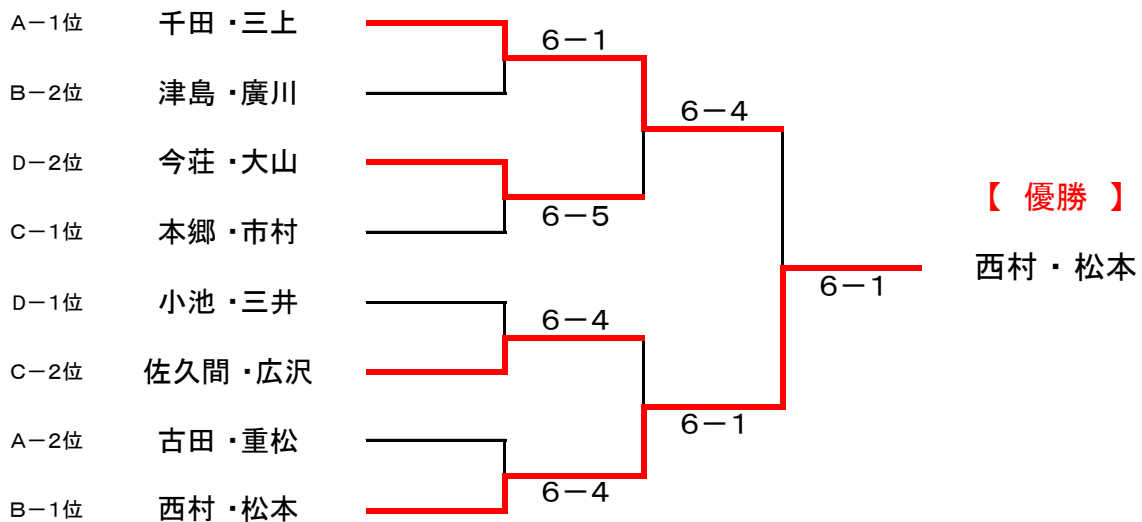 A－1位 千田・三上
6－1
B－2位 津島・廣川
6－4
D－2位 今荘・大山
【 優勝 】
6－5
C－1位 本郷・市村
西村・松本
6－1
D－1位 小池・三井
6－4
C－2位 佐久間・広沢
6－1
A－2位 古田・重松
6－4
B－1位 西村・松本